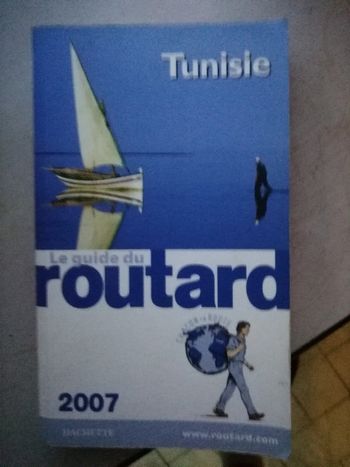 Tunisie
Le guide du
routard
2007
HACHETTE
www.routard.com